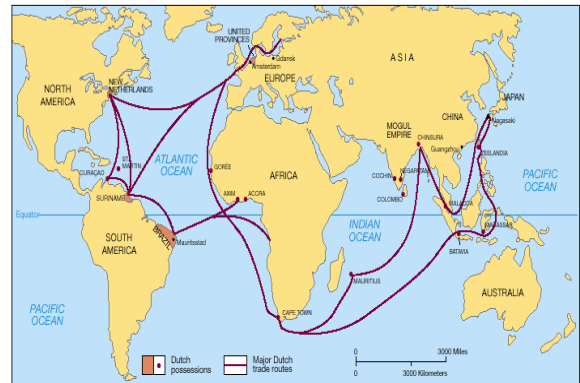 UNITED
PROVINCES
Gdansk
Amsterdam
EUROPE
ASIA
NORTH
AMERICA
NEW
NETHERLANDS
JAPAN
CHINA
Nagasaki
MOGUL
EMPIRE
CHINSURA
Guangzhou
ZEELANDIA
ST.
MARTIN
ATLANTIC
OCEAN
CURAÇAO
GORÉE
AFRICA
COCHIN
NEGAPATAM
PACIFIC
OCEAN
SURINAME
AXIM
ACCRA
COLOMBO
MALACCA
Equator
INDIAN
OCEAN
MAKASSAR
BRAZIL
Mauritsstad
SOUTH
AMERICA
BATAVIA
MAURITIUS
AUSTRALIA
PACIFIC
OCEAN
CAPE TOWN
Dutch
possessions
Major Dutch
trade routes
0 3000 Miles
0 3000 Kilometers